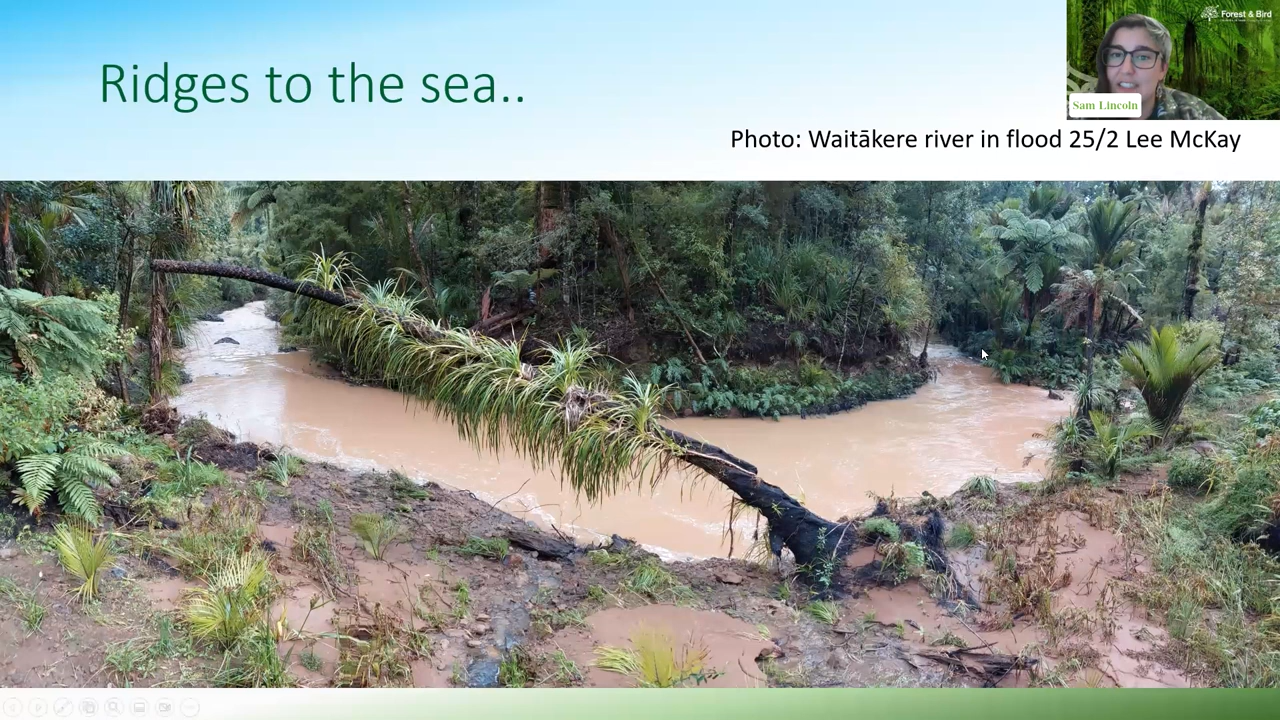 Ridges to the sea..
Forest & Bird
Sam Lincoln
Photo: Waitākere river in flood 25/2 Lee McKay